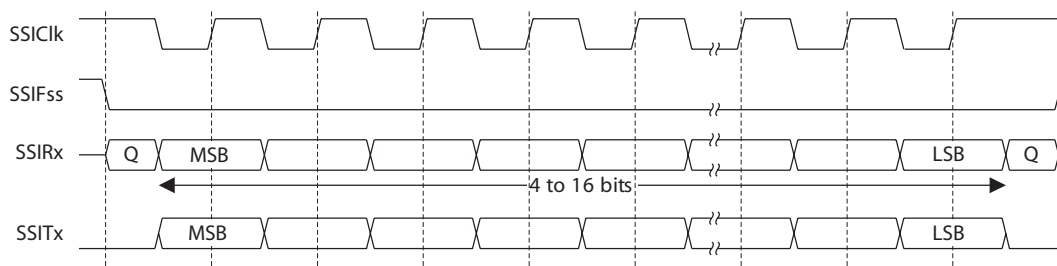 SSIClk
SSIFss
SSIRx Q MSB LSB Q
4 to 16 bits
SSITx MSB LSB